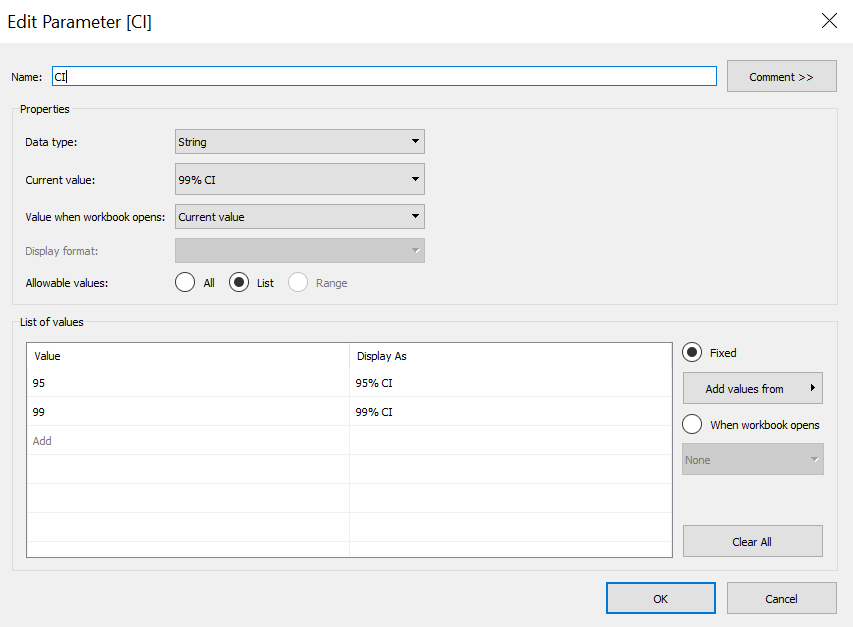 Edit Parameter [CI]
Name: CI Comment >>
Properties
Data type: String
Current value: 99% CI
Value when workbook opens: Current value
Display format:
Allowable values: All List Range
List of values
Value Display As
95 95% CI
99 99% CI
Add
Fixed
Add values from
When workbook opens
None
Clear All
OK Cancel